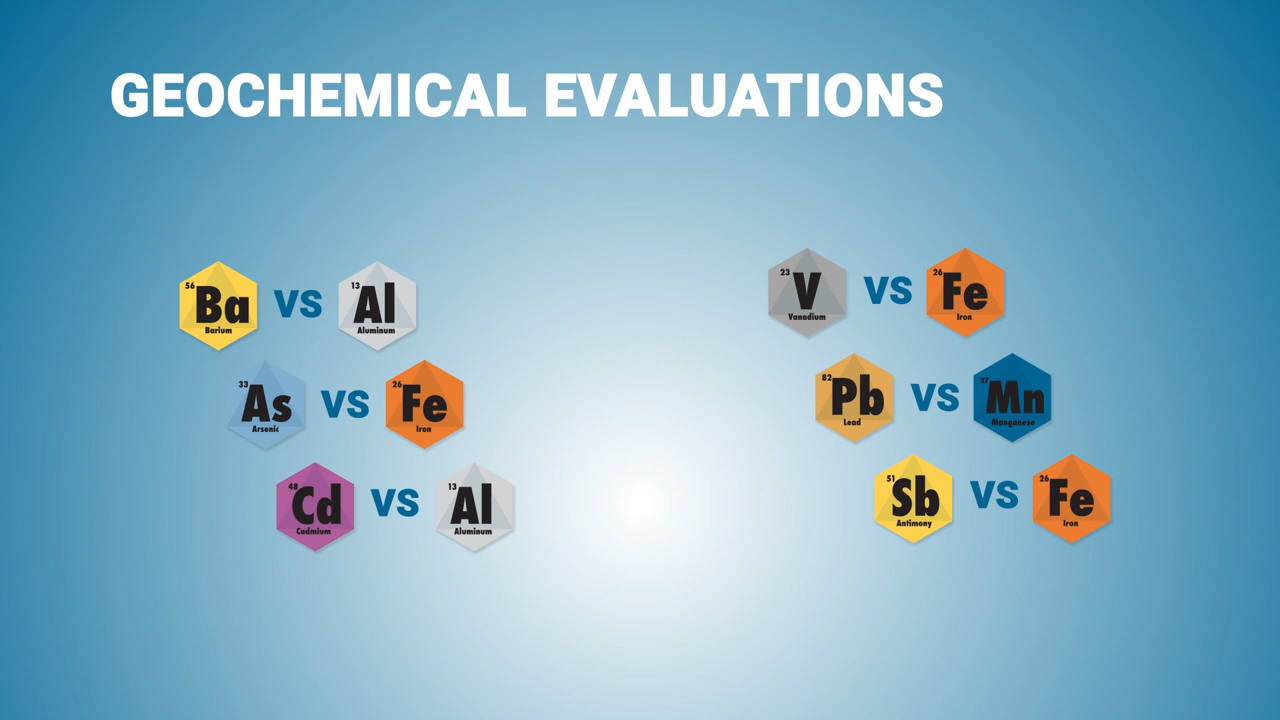 GEOCHEMICAL EVALUATIONS
56 Ba Barium VS 13 Al Aluminum
33 As Arsenic VS 26 Fe Iron
48 Cd Cadmium VS 13 Al Aluminum
23 V Vanadium VS 26 Fe Iron
82 Pb Lead VS 27 Mn Manganese
51 Sb Antimony VS 26 Fe Iron